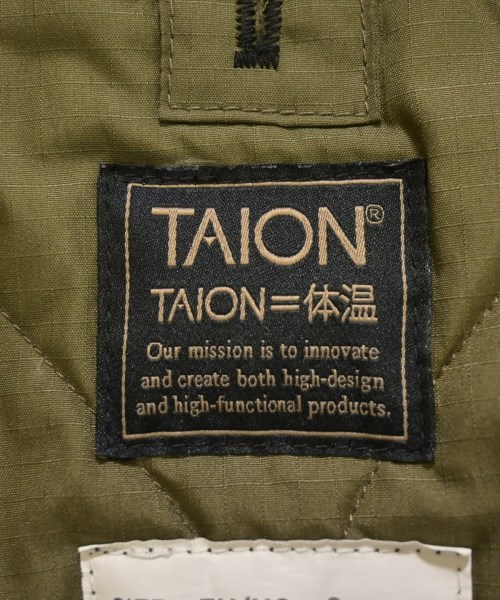 TAION®
TAION=体温
Our mission is to innovate
and create both high-design
and high-functional products.